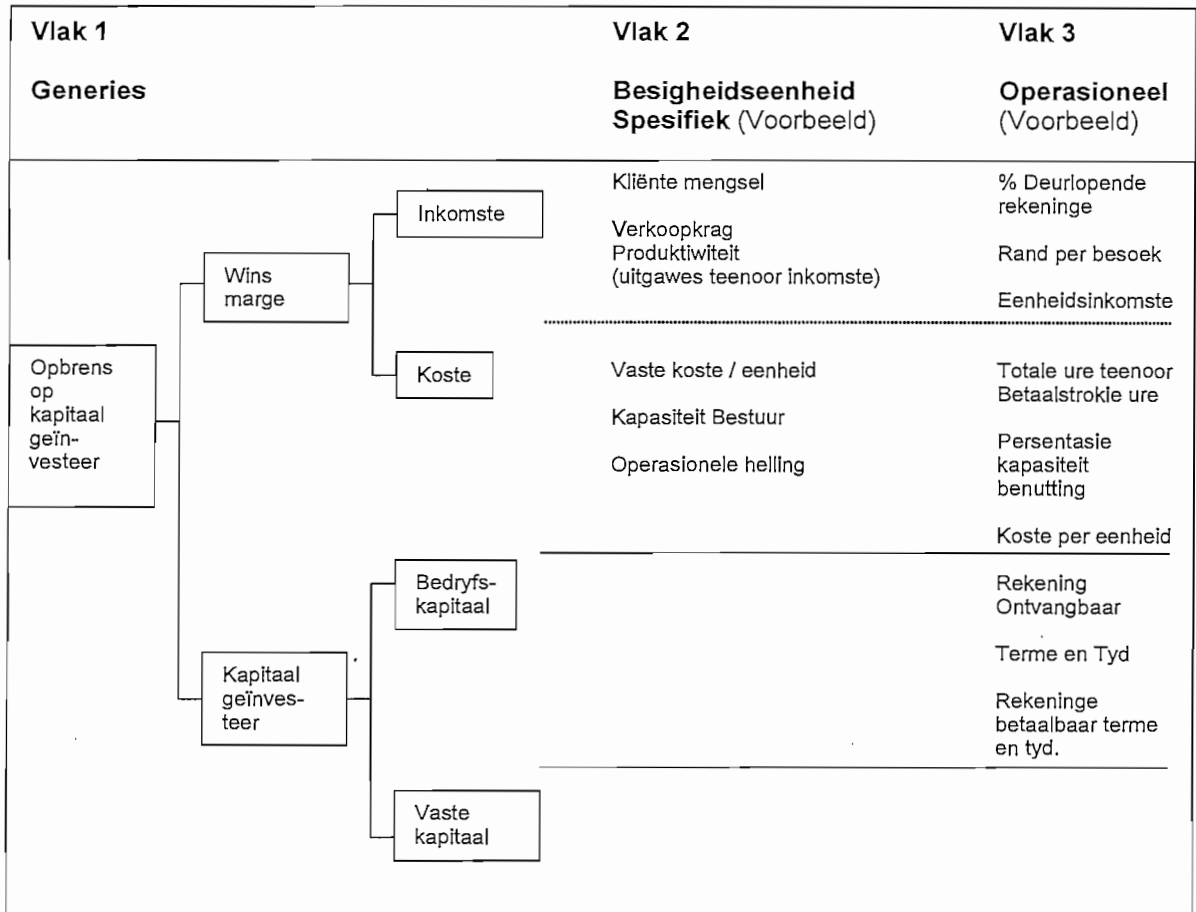 Vlak 1
Generies
Vlak 2
Besigheidseenheid
Spesifiek (Voorbeeld)
Vlak 3
Operasioneel
(Voorbeeld)
Opbrens
op
kapitaal
geïn-
vesteer
Wins
marge
Inkomste
Koste
Kapitaal
geïnves-
teer
Bedryfs-
kapitaal
Vaste
kapitaal
Kliënte mengsel
Verkoopkrag
Produktiwiteit
(uitgawes teenoor inkomste)
% Deurlopende
rekeninge
Rand per besoek
Eenheidsinkomste
Vaste koste / eenheid
Kapasiteit Bestuur
Operasionele helling
Totale ure teenoor
Betaalstrokie ure
Persentasie
kapasiteit
benutting
Koste per eenheid
Rekening
Ontvangbaar
Terme en Tyd
Rekeninge
betaalbaar terme
en tyd.